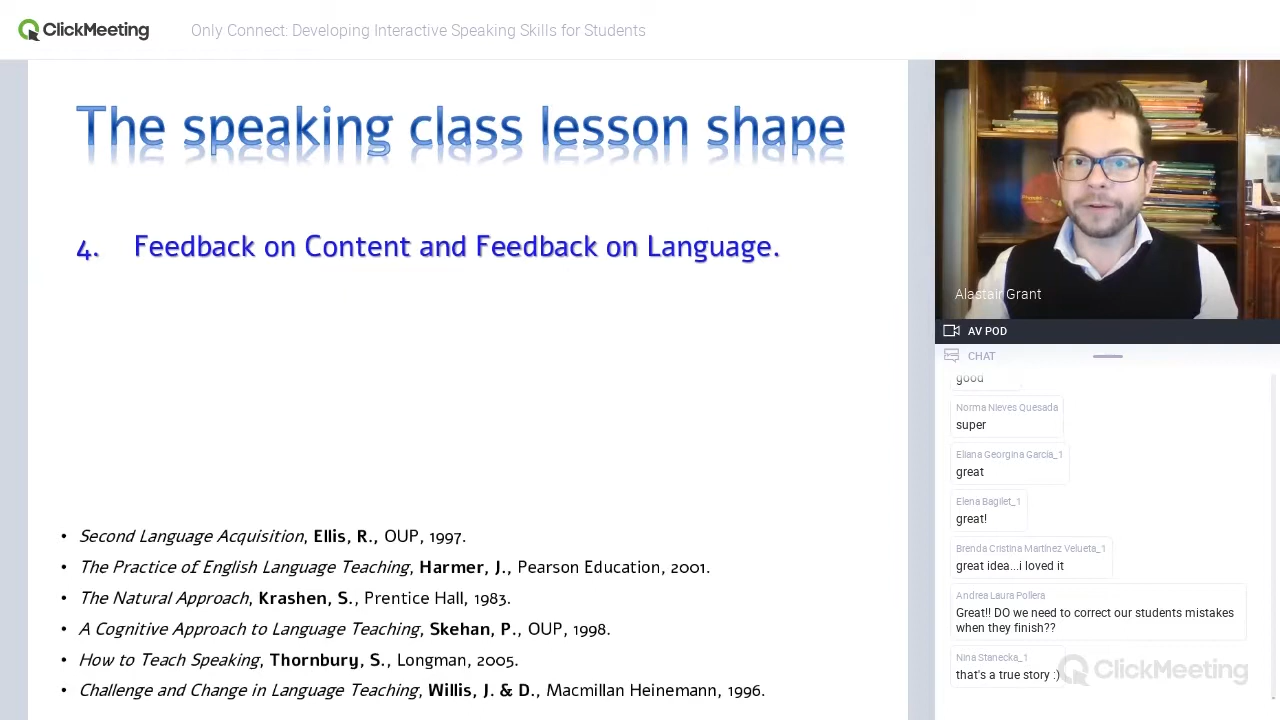 ClickMeeting
Only Connect: Developing Interactive Speaking Skills for Students
The speaking class lesson shape
4. Feedback on Content and Feedback on Language.
• Second Language Acquisition, Ellis, R., OUP, 1997.
• The Practice of English Language Teaching, Harmer, J., Pearson Education, 2001.
• The Natural Approach, Krashen, S., Prentice Hall, 1983.
• A Cognitive Approach to Language Teaching, Skehan, P., OUP, 1998.
• How to Teach Speaking, Thornbury, S., Longman, 2005.
• Challenge and Change in Language Teaching, Willis, J. & D., Macmillan Heinemann, 1996.
Alastair Grant
AV POD
CHAT
good
Norma Nieves Quesada
super
Eliana Georgina Garcia_1
great
Elena Bagilet_1
great!
Brenda Cristina Martínez Velueta_1
great idea...i loved it
Andrea Laura Pollera
Great!! DO we need to correct our students mistakes
when they finish??
Nina Stanecka_1
that's a true story :)
ClickMeeting